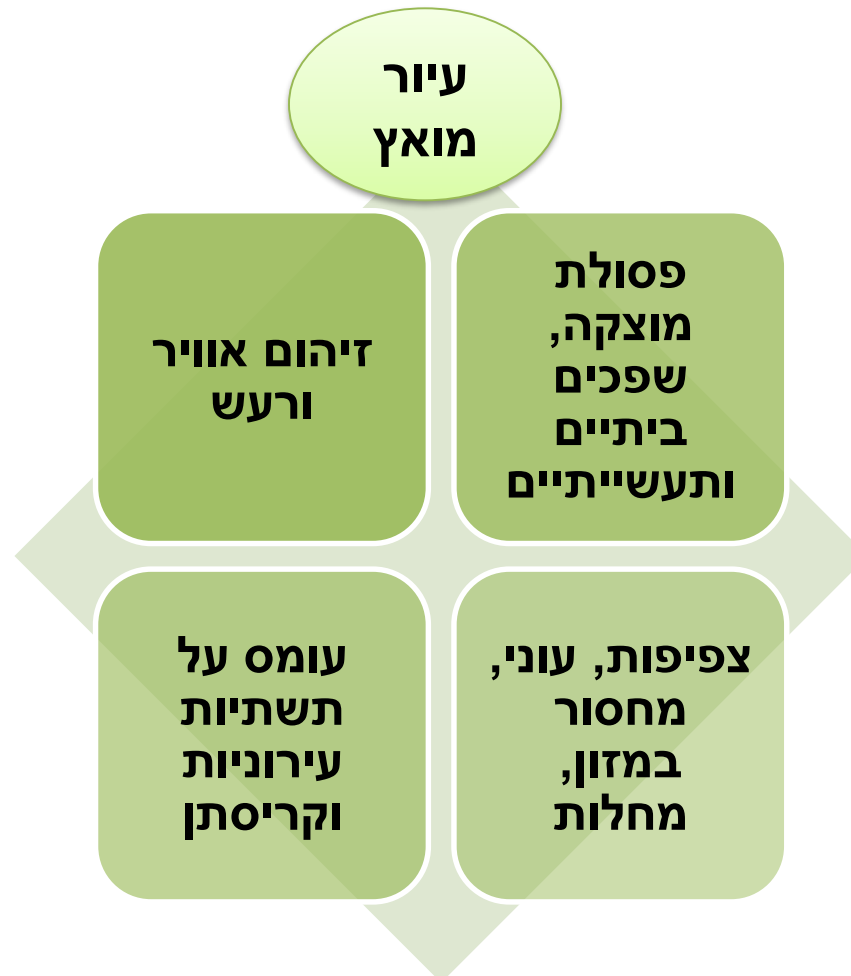 עיור
מואץ
פסולת
מוצקה,
שפכים
ביתיים
ותעשייתיים
זיהום אוויר
ורעש
צפיפות, עוני,
מחסור
במזון,
מחלות
עומס על
תשתיות
עירוניות
וקריסתן